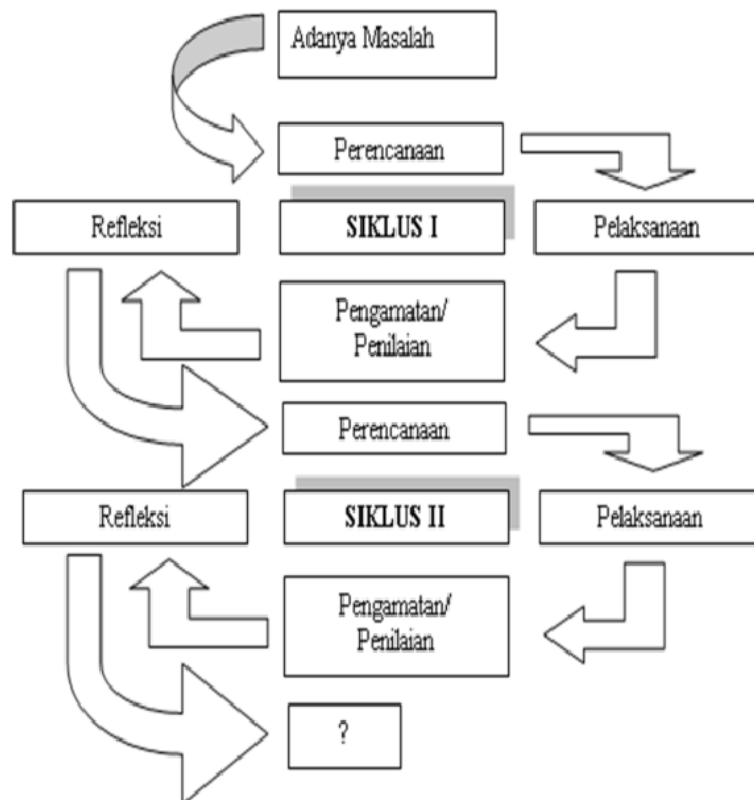 Adanya Masalah
Perencanaan
Refleksi
SIKLUS I
Pelaksanaan
Pengamatan/
Penilaian
Perencanaan
Refleksi
SIKLUS II
Pelaksanaan
Pengamatan/
Penilaian
?